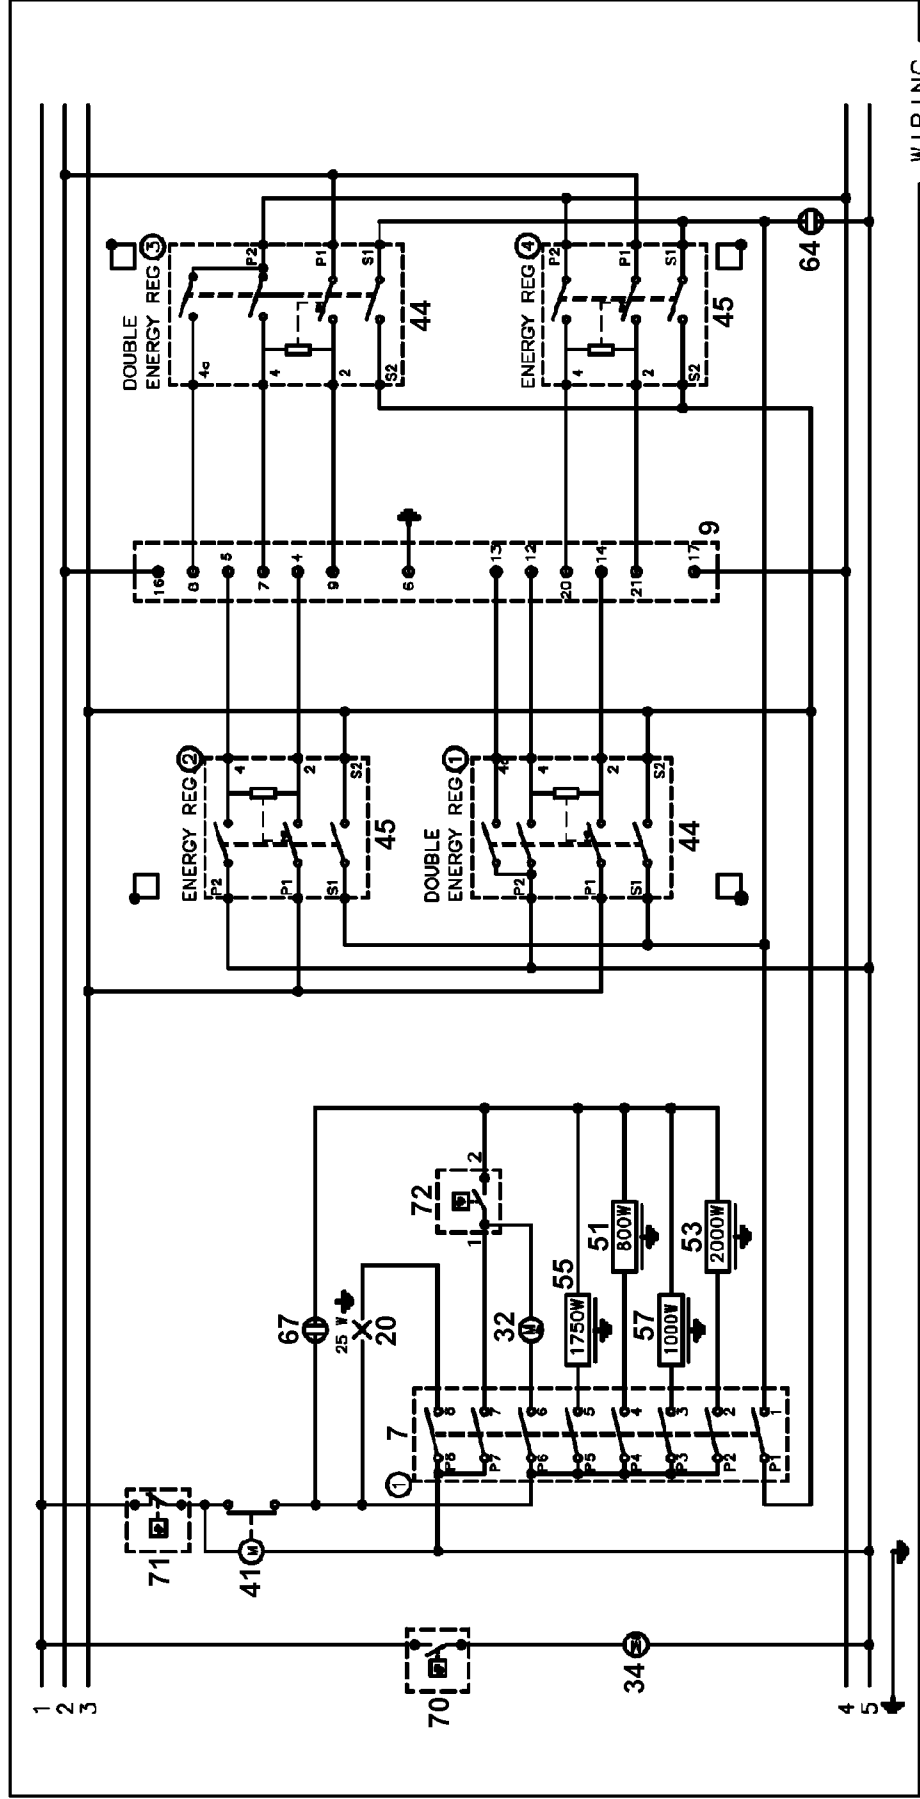 1
2
3
4
5
71
41
70
34
67
25 W
20
72
1
2
32
55
1750W
51
800W
57
1000W
53
2000W
7
1
P8 8
P7 7
P6 6
P5 5
P4 4
P3 3
P2 2
P1 1
ENERGY REG 2
P2 4
P1 2
S1 S2
45
DOUBLE
ENERGY REG 1
4a
P2 4
P1 2
S1 S2
44
16
8
5
7
4
9
6
13
12
20
14
21
17
9
DOUBLE
ENERGY REG 3
4a
4 P2
2 P1
S2 S1
44
ENERGY REG 4
4 P2
2 P1
S2 S1
45
64
WIRING